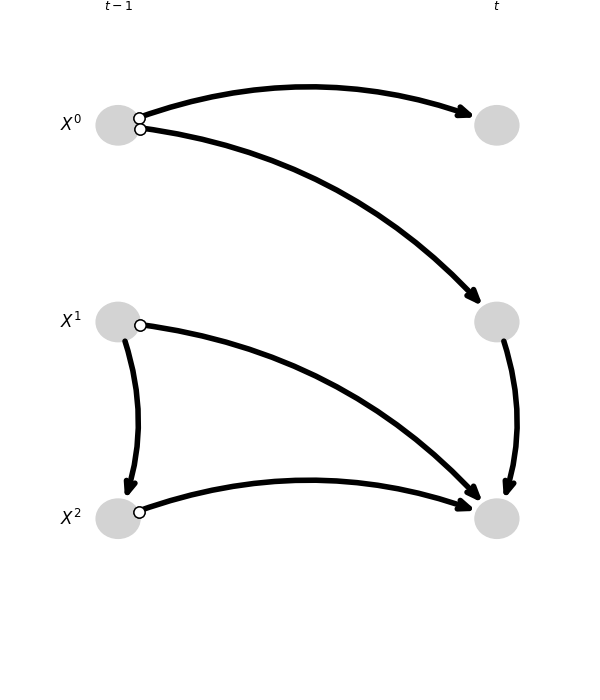 t − 1 t
X⁰
X¹
X²